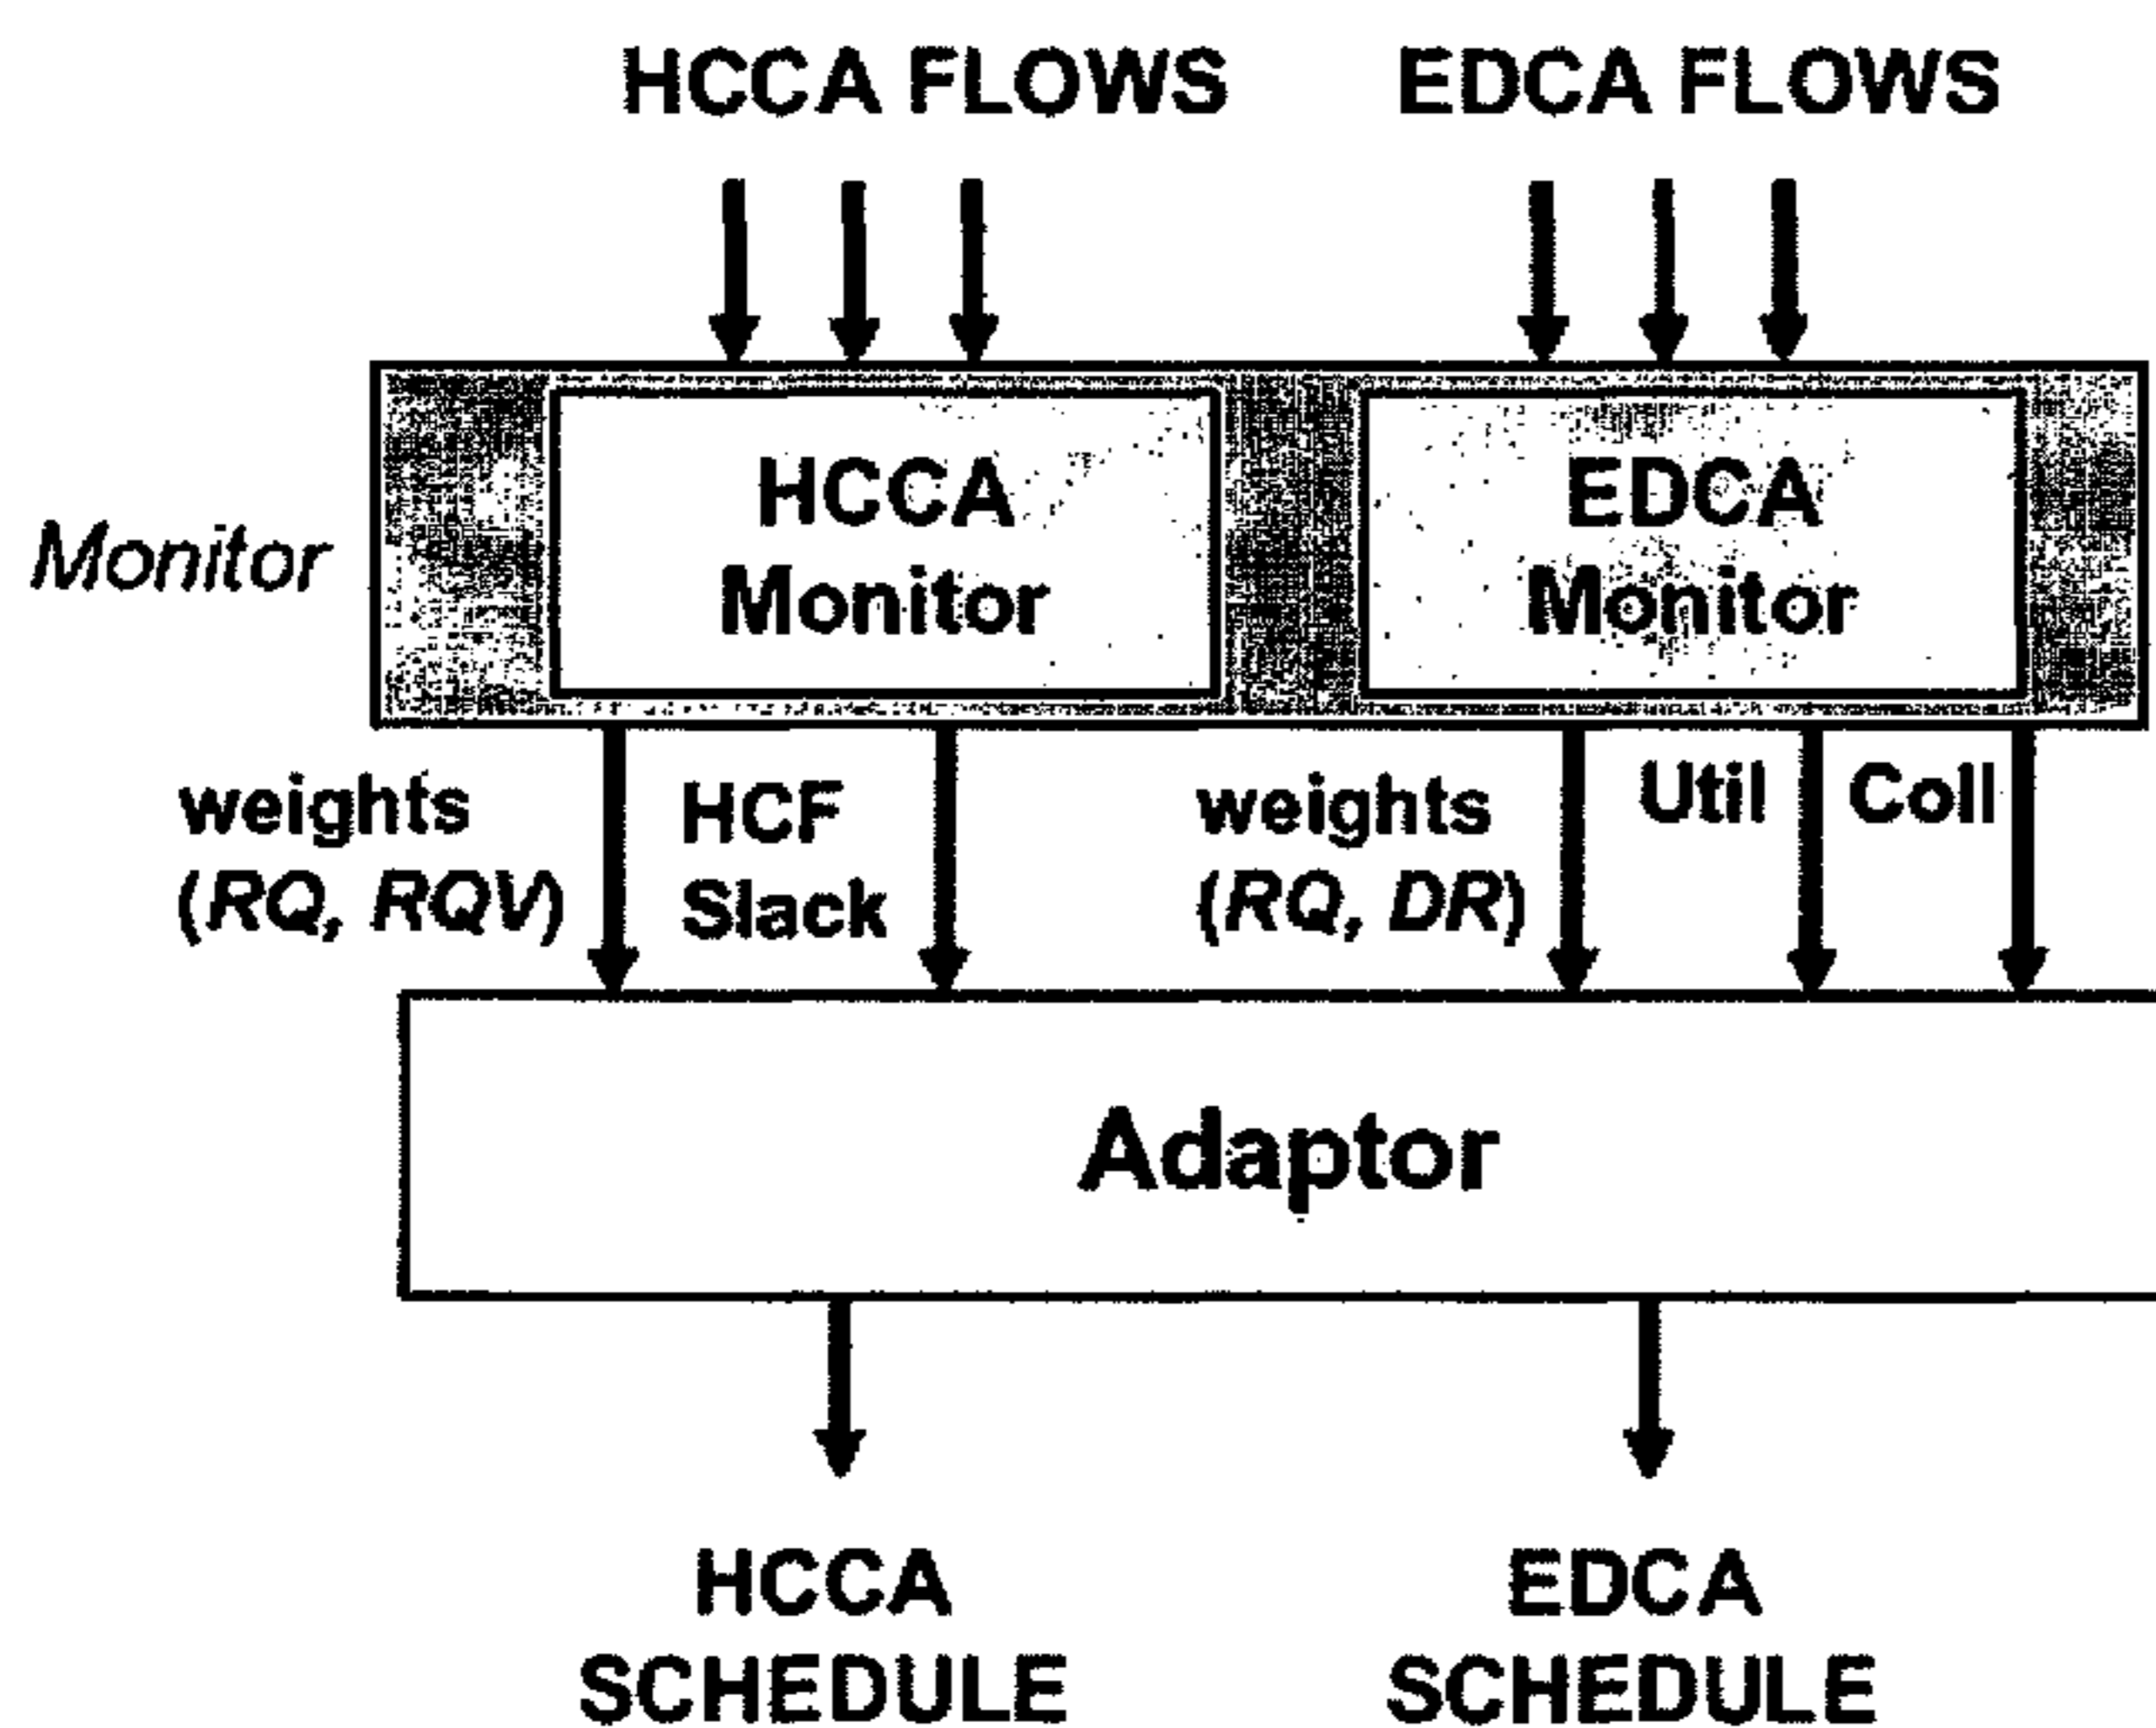 HCCA FLOWS
EDCA FLOWS
Monitor
HCCA
Monitor
EDCA
Monitor
weights
(RQ, RQV)
HCF
Slack
weights
(RQ, DR)
Util
Coll
Adaptor
HCCA
SCHEDULE
EDCA
SCHEDULE